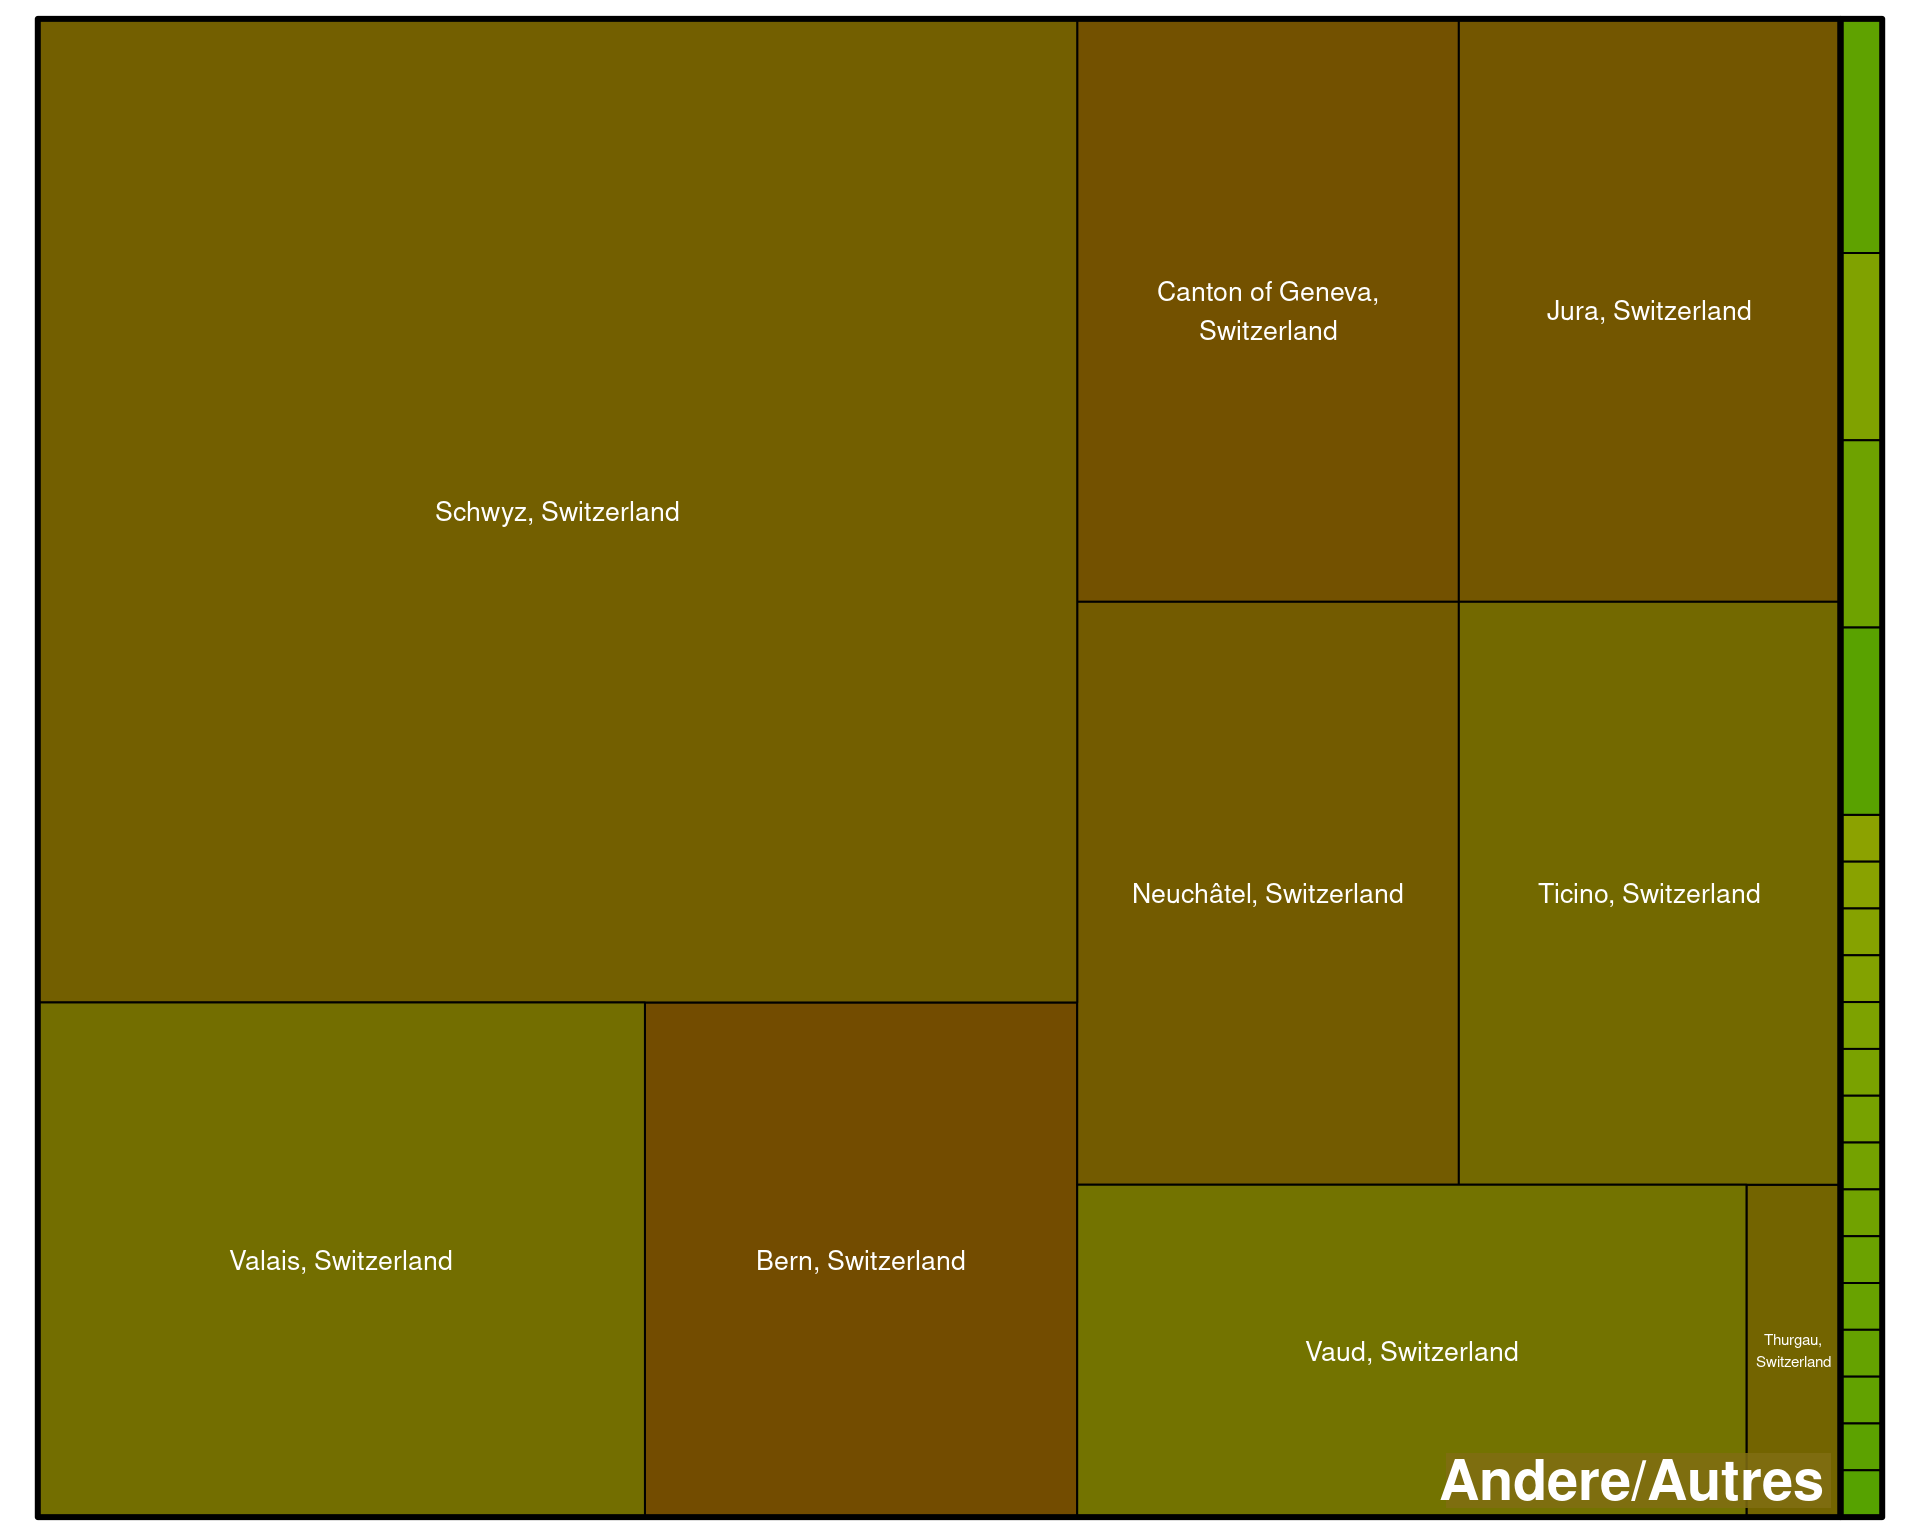 Schwyz, Switzerland
Canton of Geneva,
Switzerland
Jura, Switzerland
Neuchâtel, Switzerland
Ticino, Switzerland
Valais, Switzerland
Bern, Switzerland
Vaud, Switzerland
Thurgau,
Switzerland
Andere/Autres